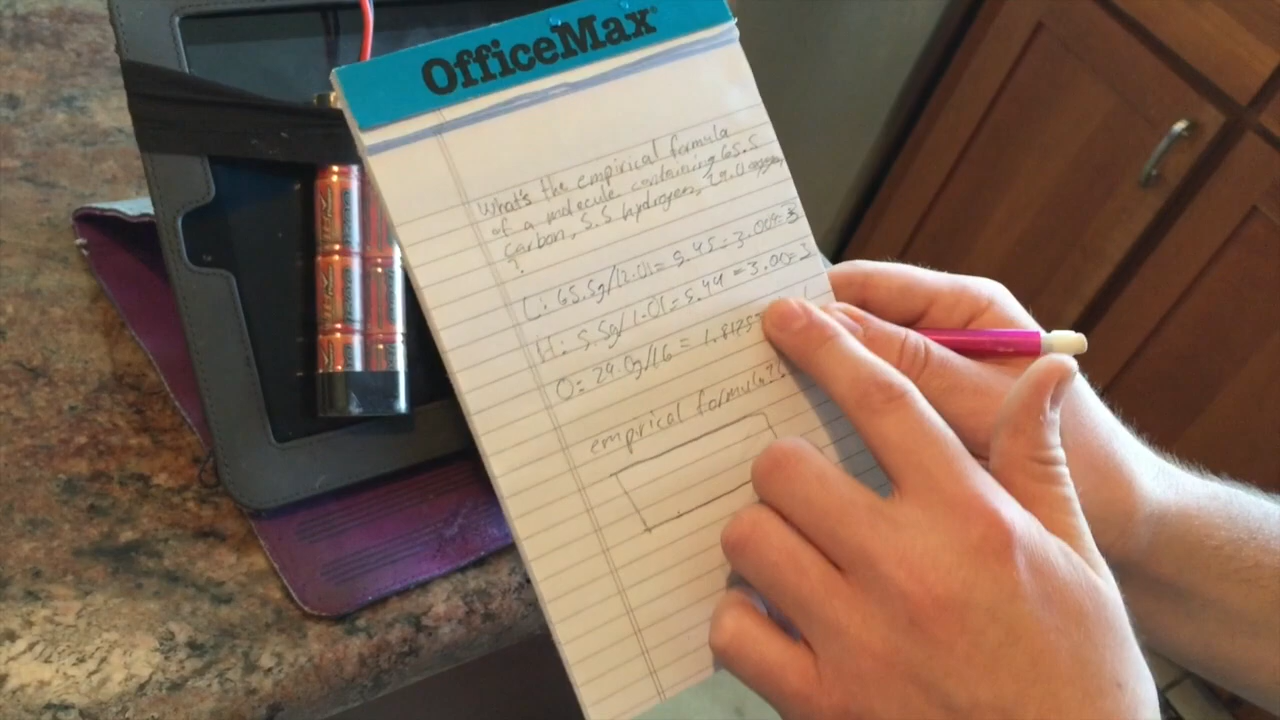 OfficeMax
What's the empirical formula
of a molecule containing 65.5
carbon, 5.5 hydrogen, 29.0 oxygen,
?
C: 65.5g/12.01= 5.45 = 3.00=3
H: 5.5g/1.01= 5.44 = 3.00=3
O: 29.0g/16 = 1.8125
empirical formula?